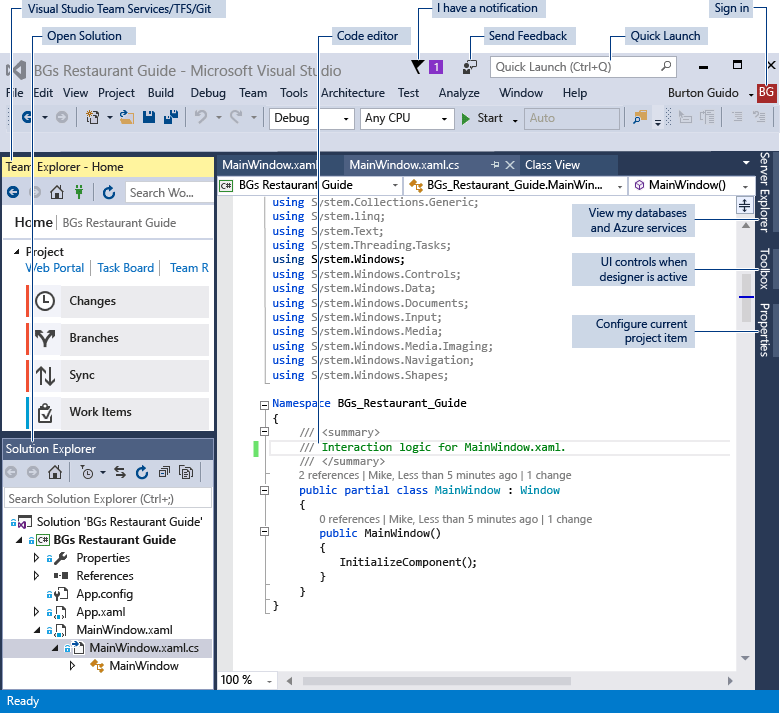 Visual Studio Team Services/TFS/Git
I have a notification
Sign in
Open Solution
Code editor
Send Feedback
Quick Launch
BGs Restaurant Guide - Microsoft Visual Studio
1
Quick Launch (Ctrl+Q)
File Edit View Project Build Debug Team Tools Architecture Test Analyze Window Help
Burton Guido
BG
Debug
Any CPU
Start
Auto
Team Explorer - Home
Search Wo...
Home | BGs Restaurant Guide
Project
Web Portal | Task Board | Team R
Changes
Branches
Sync
Work Items
Solution Explorer
Search Solution Explorer (Ctrl+;)
Solution 'BGs Restaurant Guide'
C# BGs Restaurant Guide
Properties
References
App.config
App.xaml
MainWindow.xaml
MainWindow.xaml.cs
MainWindow
MainWindow.xaml
MainWindow.xaml.cs
Class View
C# BGs Restaurant Guide
BGs_Restaurant_Guide.MainWin...
MainWindow()
using System.Collections.Generic;
using System.linq;
using System.Text;
using System.Threading.Tasks;
using System.Windows;
using System.Windows.Controls;
using System.Windows.Data;
using System.Windows.Documents;
using System.Windows.Input;
using System.Windows.Media;
using System.Windows.Media.Imaging;
using System.Windows.Navigation;
using System.Windows.Shapes;
Namespace BGs_Restaurant_Guide
{
/// <summary>
/// Interaction logic for MainWindow.xaml.
/// </summary>
2 references | Mike, Less than 5 minutes ago | 1 change
public partial class MainWindow : Window
{
0 references | Mike, Less than 5 minutes ago | 1 change
public MainWindow()
{
InitializeComponent();
}
}
}
100 %
View my databases
and Azure services
UI controls when
designer is active
Configure current
project item
Server Explorer
Toolbox
Properties
Ready